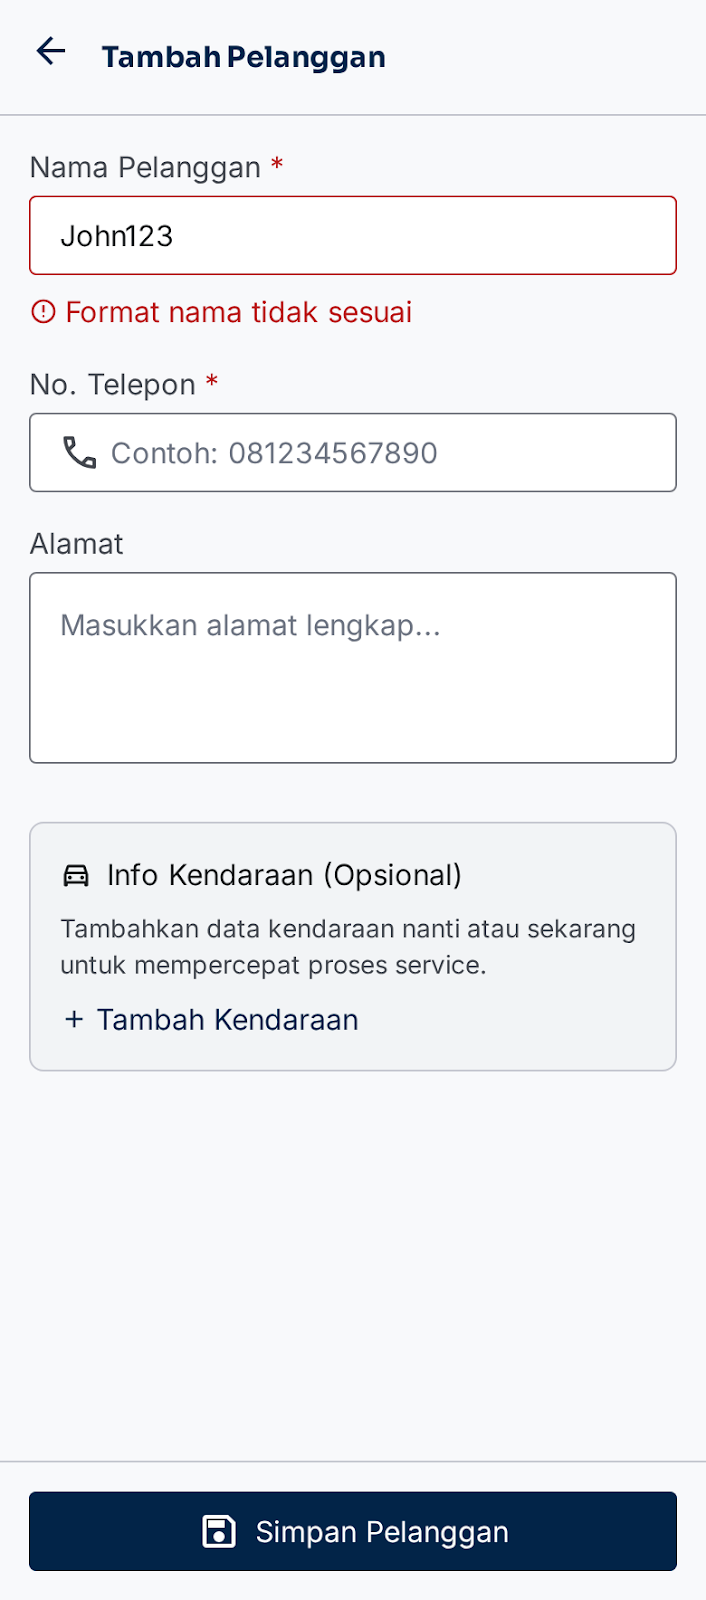 Tambah Pelanggan
Nama Pelanggan *
John123
Format nama tidak sesuai
No. Telepon *
Contoh: 081234567890
Alamat
Masukkan alamat lengkap...
Info Kendaraan (Opsional)
Tambahkan data kendaraan nanti atau sekarang
untuk mempercepat proses service.
+ Tambah Kendaraan
Simpan Pelanggan